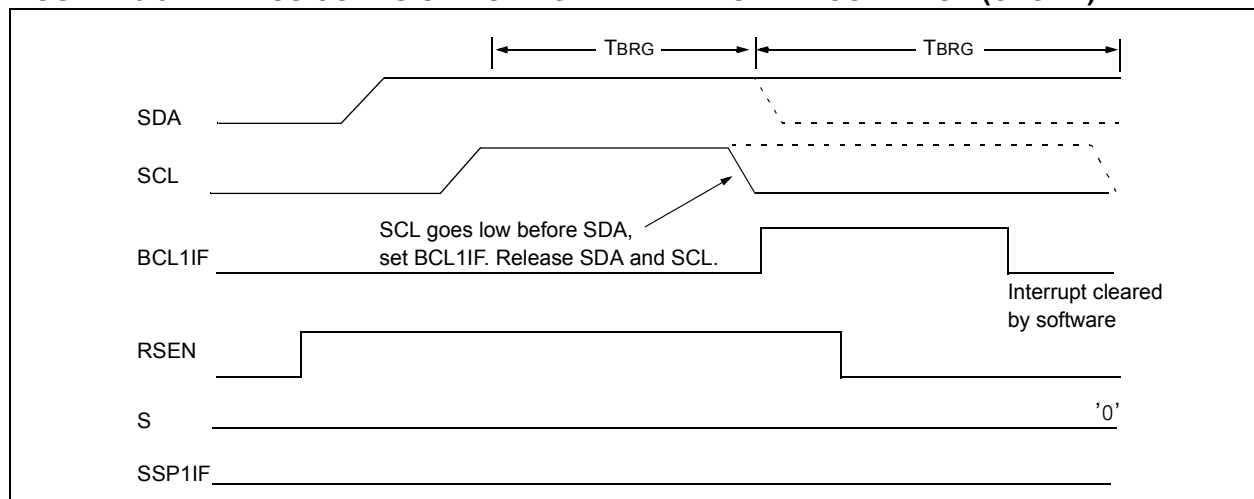 TBRG TBRG
SDA
SCL
SCL goes low before SDA,
set BCL1IF. Release SDA and SCL.
BCL1IF
Interrupt cleared
by software
RSEN
S '0'
SSP1IF